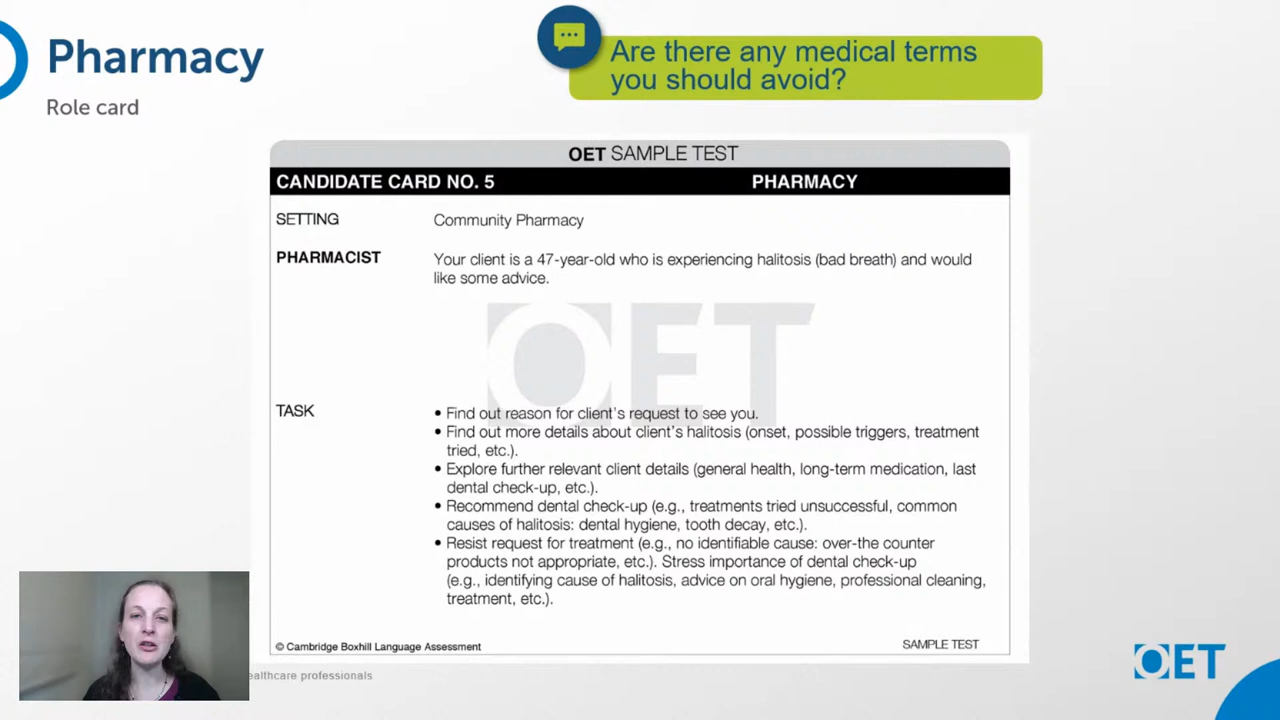 Pharmacy
Role card
Are there any medical terms
you should avoid?
OET SAMPLE TEST
CANDIDATE CARD NO. 5 PHARMACY
SETTING Community Pharmacy
PHARMACIST Your client is a 47-year-old who is experiencing halitosis (bad breath) and would
like some advice.
OET
TASK • Find out reason for client's request to see you.
• Find out more details about client's halitosis (onset, possible triggers, treatment
tried, etc.).
• Explore further relevant client details (general health, long-term medication, last
dental check-up, etc.).
• Recommend dental check-up (e.g., treatments tried unsuccessful, common
causes of halitosis: dental hygiene, tooth decay, etc.).
• Resist request for treatment (e.g., no identifiable cause: over-the counter
products not appropriate, etc.). Stress importance of dental check-up
(e.g., identifying cause of halitosis, advice on oral hygiene, professional cleaning,
treatment, etc.).
© Cambridge Boxhill Language Assessment SAMPLE TEST
ealthcare professionals
OET